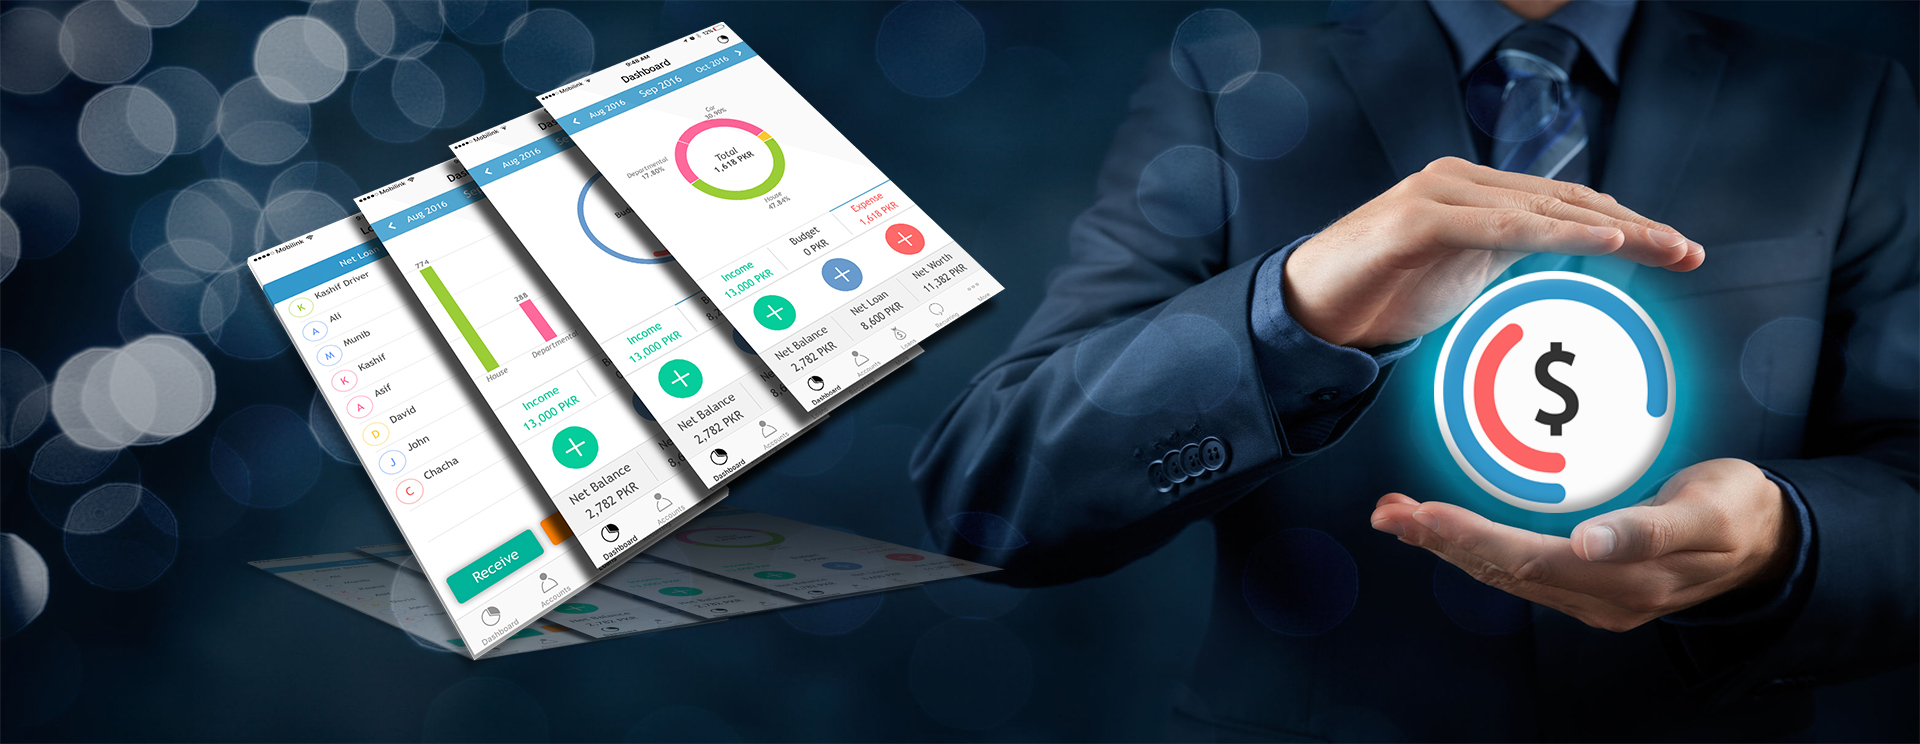 Mobilink
9:48 AM
12%
Dashboard
Aug 2016
Sep 2016
Oct 2016
Car
30.90%
Departmental
17.80%
House
47.84%
Total
1,618 PKR
Income
13,000 PKR
Budget
0 PKR
Expense
1,618 PKR
Net Balance
2,782 PKR
Net Loan
8,600 PKR
Net Worth
11,382 PKR
Dashboard
Accounts
Loans
Recurring
More
Mobilink
Aug 2016
Income
13,000 PKR
Net Balance
2,782 PKR
Dashboard
Accounts
Mobilink
Aug 2016
774
House
288
Departmental
Income
13,000 PKR
Net Balance
2,782 PKR
Dashboard
Accounts
Mobilink
Net Loan
K Kashif Driver
A Ali
M Munib
K Kashif
A Asif
D David
J John
C Chacha
Receive
Dashboard
Accounts
$